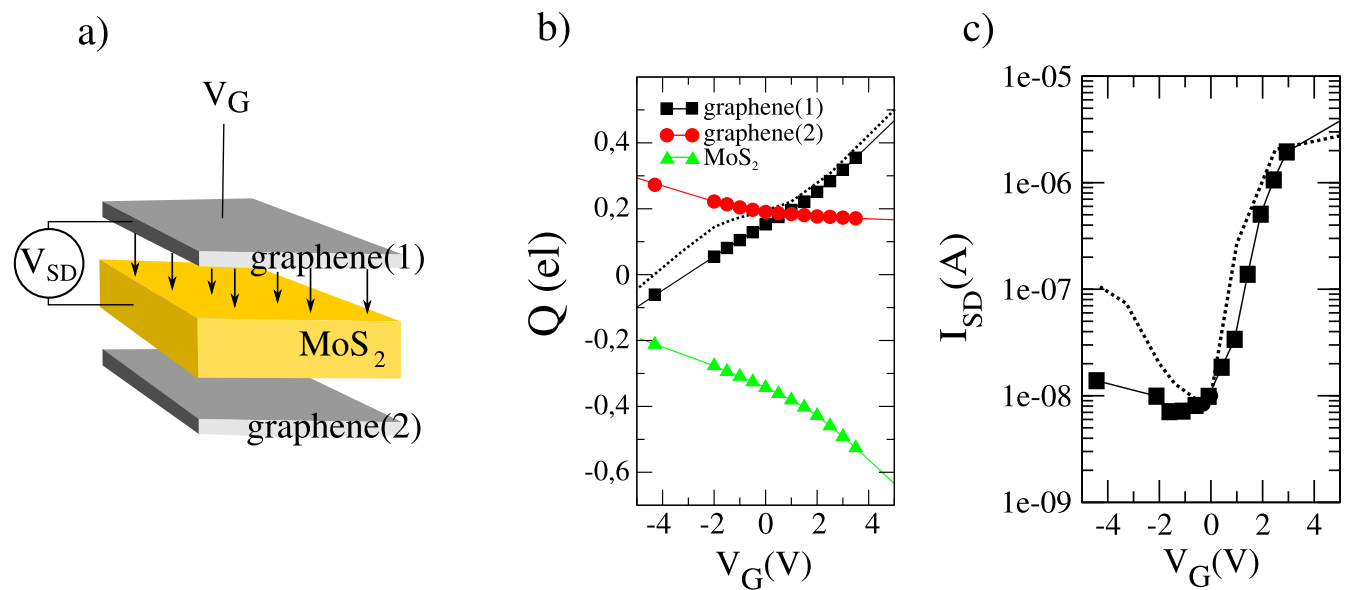 a)
V_G
V_SD
graphene(1)
MoS_2
graphene(2)
b)
graphene(1)
graphene(2)
MoS_2
0,4
0,2
0
-0,2
-0,4
-0,6
Q (el)
-4
-2
0
2
4
V_G(V)
c)
1e-05
1e-06
1e-07
1e-08
1e-09
I_SD(A)
-4
-2
0
2
4
V_G(V)